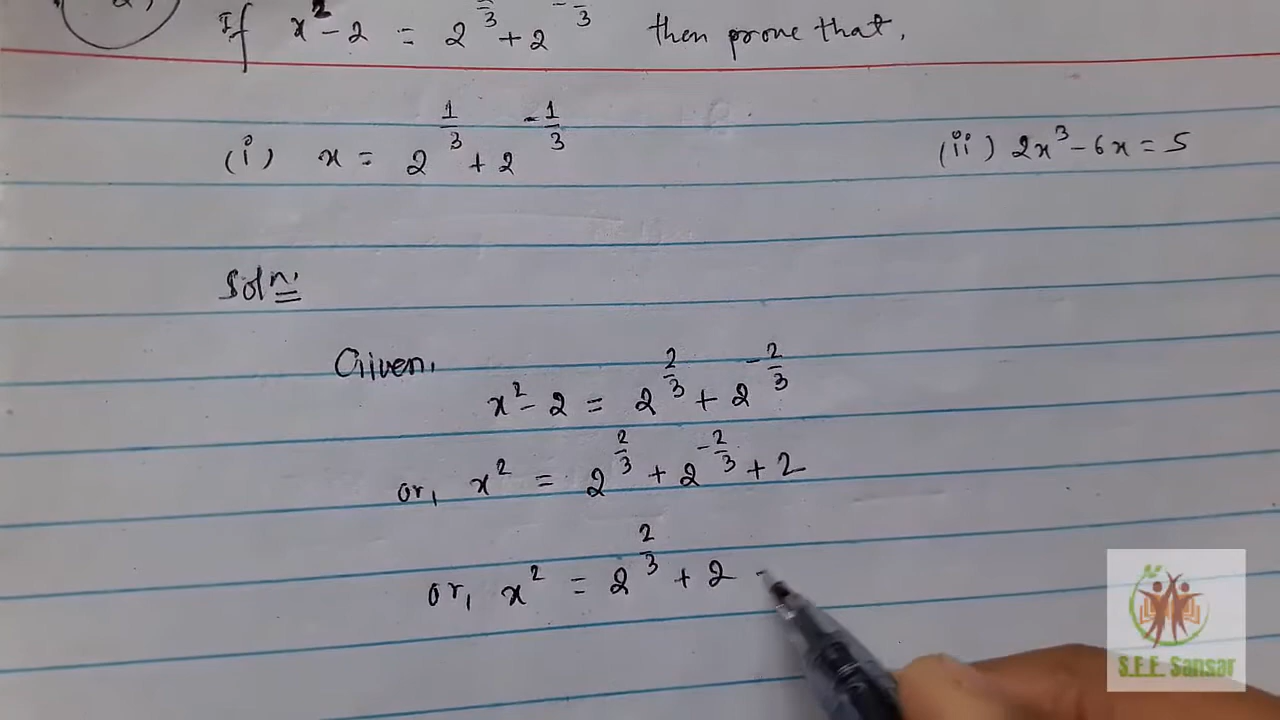 If x² - 2 = 2^{2/3} + 2^{-2/3} then prove that,
(i) x = 2^{1/3} + 2^{-1/3} (ii) 2x³ - 6x = 5
Solⁿ:
Given,
x² - 2 = 2^{2/3} + 2^{-2/3}
or, x² = 2^{2/3} + 2^{-2/3} + 2
or, x² = 2^{2/3} + 2 -
S.E.E. Sansar